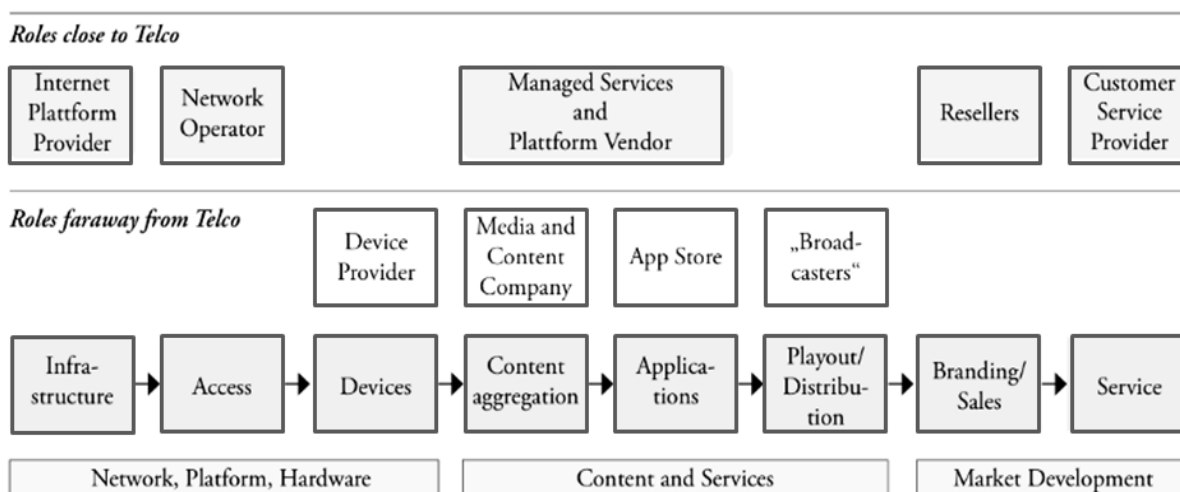 Roles close to Telco
Internet
Plattform
Provider
Network
Operator
Managed Services
and
Plattform Vendor
Resellers
Customer
Service
Provider
Roles faraway from Telco
Device
Provider
Media and
Content
Company
App Store
„Broad-
casters“
Infra-
structure
Access
Devices
Content
aggregation
Applica-
tions
Playout/
Distribu-
tion
Branding/
Sales
Service
Network, Platform, Hardware
Content and Services
Market Development